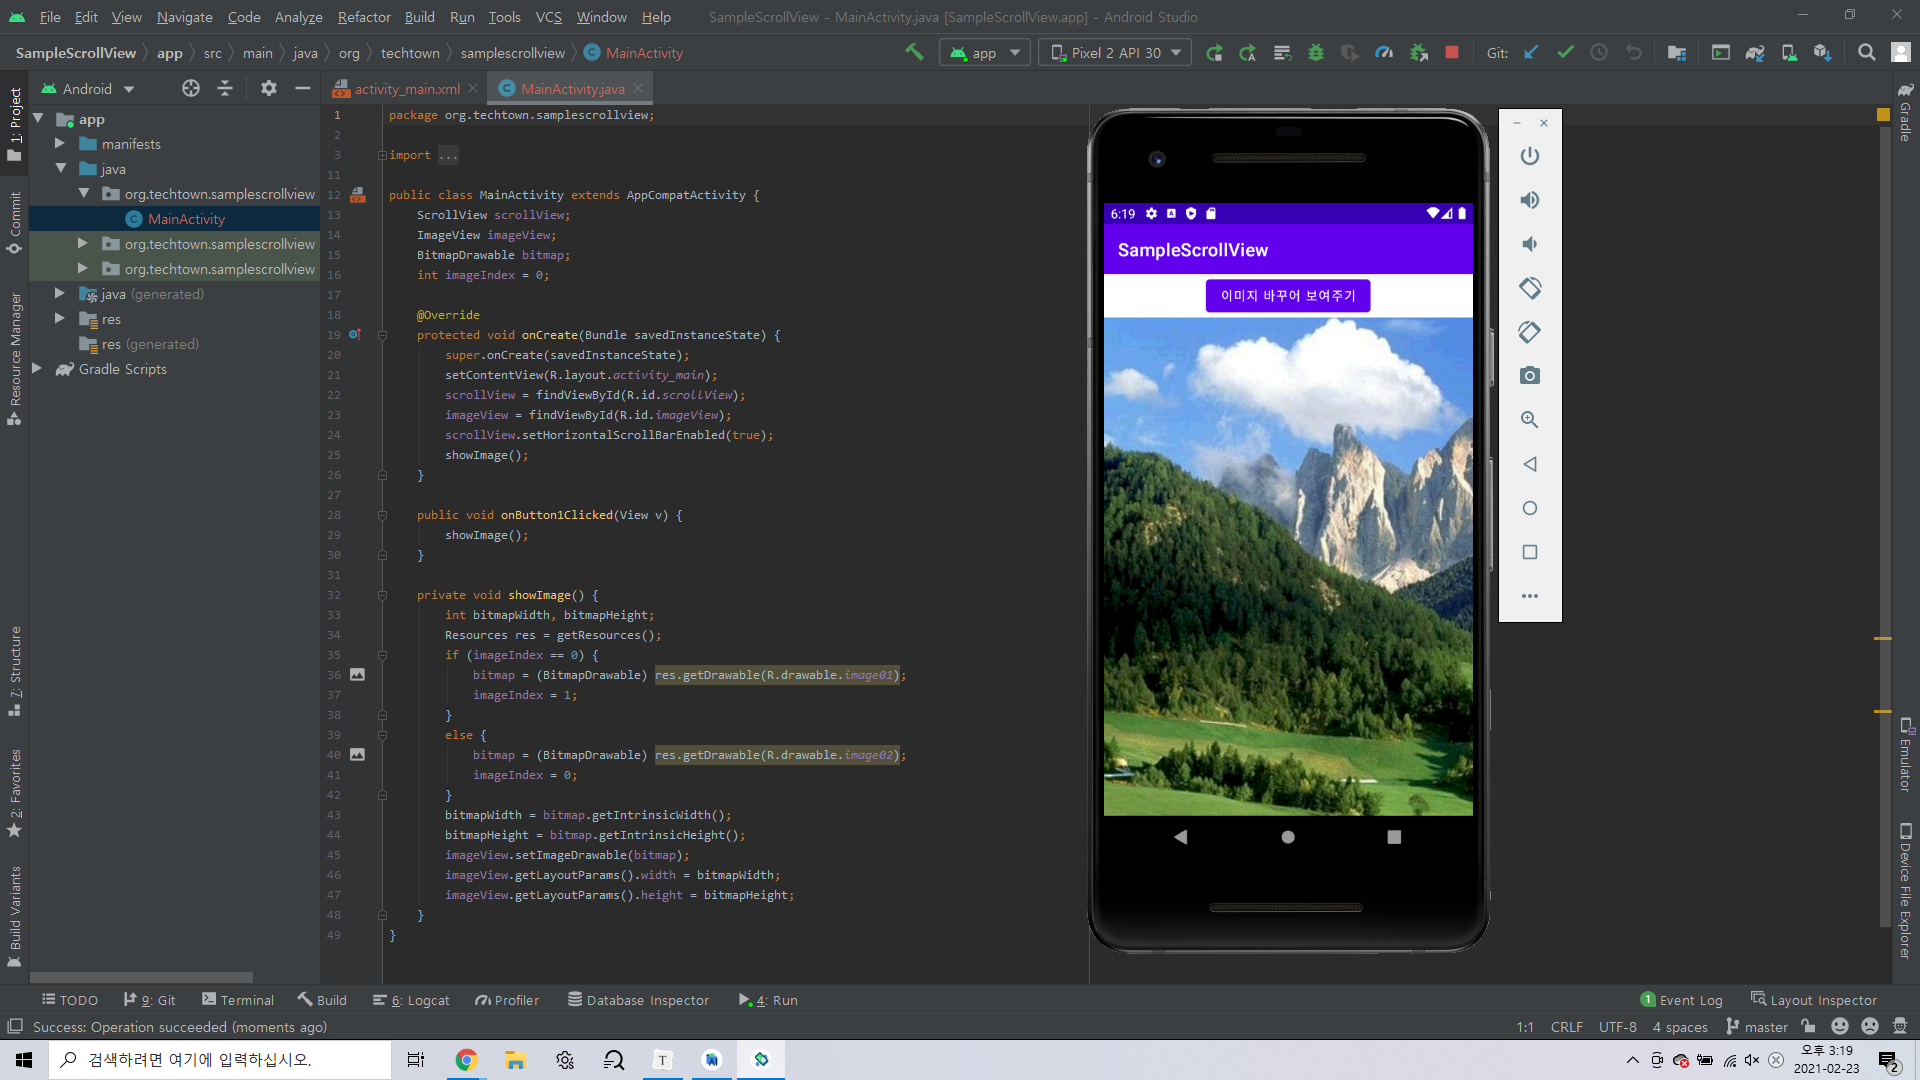 File Edit View Navigate Code Analyze Refactor Build Run Tools VCS Window Help SampleScrollView - MainActivity.java [SampleScrollView.app] - Android Studio
SampleScrollView app src main java org techtown samplescrollview MainActivity app Pixel 2 API 30 Git:
Android
activity_main.xml MainActivity.java
1: Project
Commit
Resource Manager
7: Structure
2: Favorites
Build Variants
app
manifests
java
org.techtown.samplescrollview
MainActivity
org.techtown.samplescrollview
org.techtown.samplescrollview
java (generated)
res
res (generated)
Gradle Scripts
1 package org.techtown.samplescrollview;
2
3 import ...
11
12 public class MainActivity extends AppCompatActivity {
13 ScrollView scrollView;
14 ImageView imageView;
15 BitmapDrawable bitmap;
16 int imageIndex = 0;
17
18 @Override
19 protected void onCreate(Bundle savedInstanceState) {
20 super.onCreate(savedInstanceState);
21 setContentView(R.layout.activity_main);
22 scrollView = findViewById(R.id.scrollView);
23 imageView = findViewById(R.id.imageView);
24 scrollView.setHorizontalScrollBarEnabled(true);
25 showImage();
26 }
27
28 public void onButton1Clicked(View v) {
29 showImage();
30 }
31
32 private void showImage() {
33 int bitmapWidth, bitmapHeight;
34 Resources res = getResources();
35 if (imageIndex == 0) {
36 bitmap = (BitmapDrawable) res.getDrawable(R.drawable.image01);
37 imageIndex = 1;
38 }
39 else {
40 bitmap = (BitmapDrawable) res.getDrawable(R.drawable.image02);
41 imageIndex = 0;
42 }
43 bitmapWidth = bitmap.getIntrinsicWidth();
44 bitmapHeight = bitmap.getIntrinsicHeight();
45 imageView.setImageDrawable(bitmap);
46 imageView.getLayoutParams().width = bitmapWidth;
47 imageView.getLayoutParams().height = bitmapHeight;
48 }
49 }
6:19
SampleScrollView
이미지 바꾸어 보여주기
Gradle
Emulator
Device File Explorer
TODO 9: Git Terminal Build 6: Logcat Profiler Database Inspector 4: Run 1 Event Log Layout Inspector
Success: Operation succeeded (moments ago) 1:1 CRLF UTF-8 4 spaces master
검색하려면 여기에 입력하십시오.
T
오후 3:19
2021-02-23
2